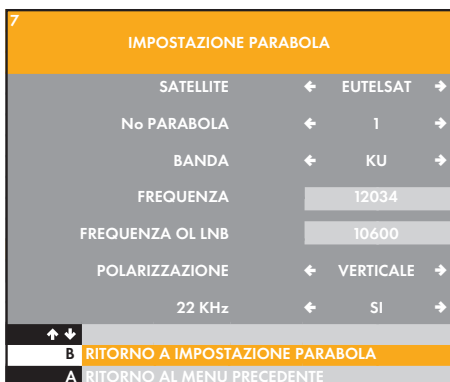 7
IMPOSTAZIONE PARABOLA
SATELLITE ← EUTELSAT →
No PARABOLA ← 1 →
BANDA ← KU →
FREQUENZA 12034
FREQUENZA OL LNB 10600
POLARIZZAZIONE ← VERTICALE →
22 KHz ← SI →
↑ ↓
B RITORNO A IMPOSTAZIONE PARABOLA
A RITORNO AL MENU PRECEDENTE